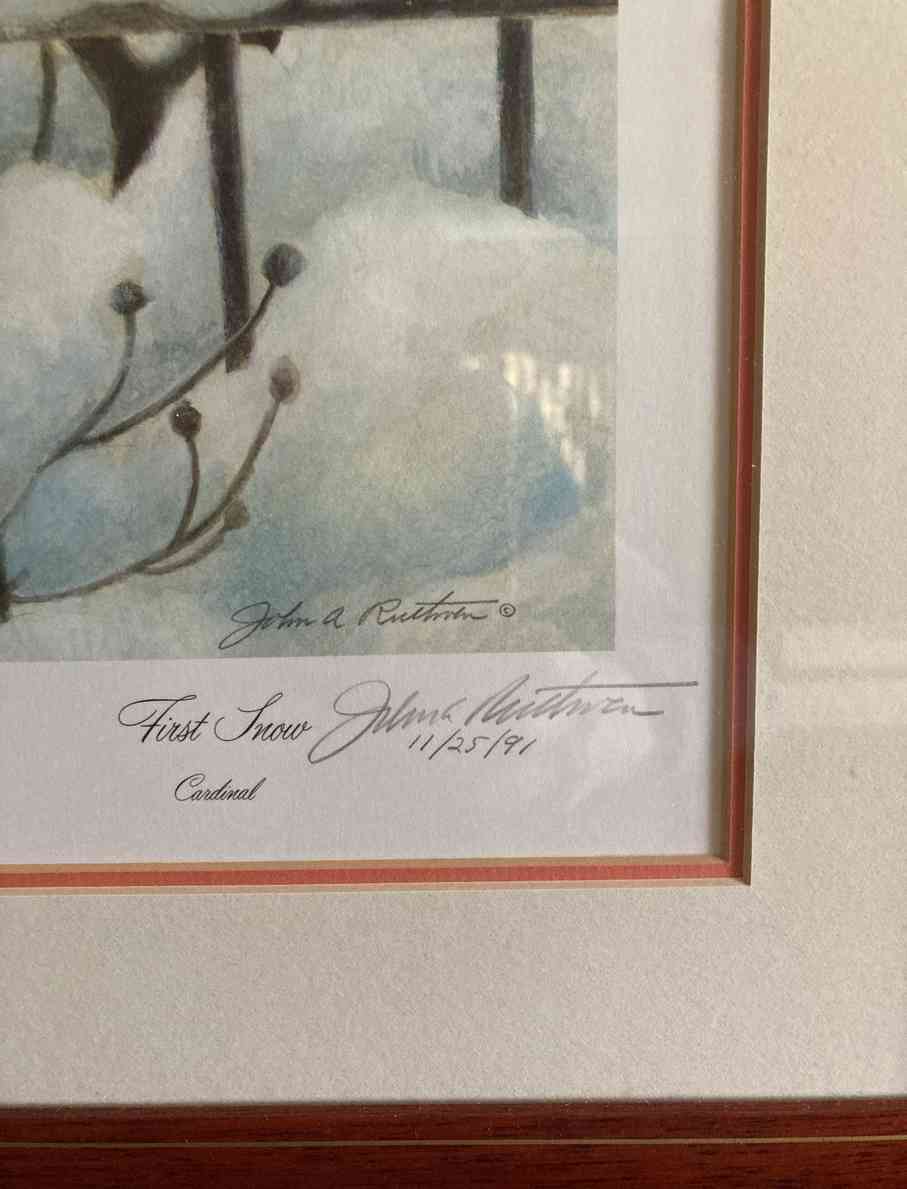 John A Ruthven ©
First Snow John A Ruthven
11/25/91
Cardinal